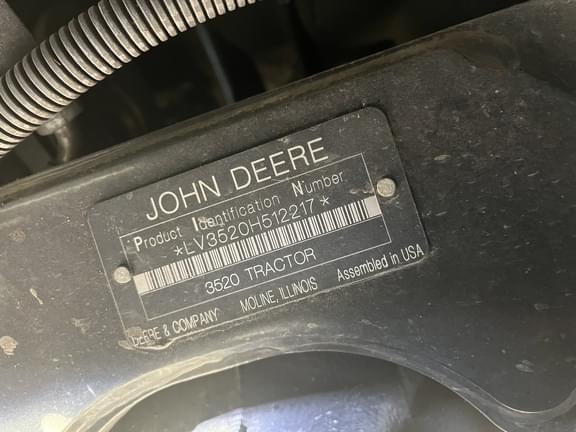 JOHN DEERE
Product Identification Number
*LV3520H512217*
3520 TRACTOR
DEERE & COMPANY MOLINE, ILLINOIS Assembled in USA